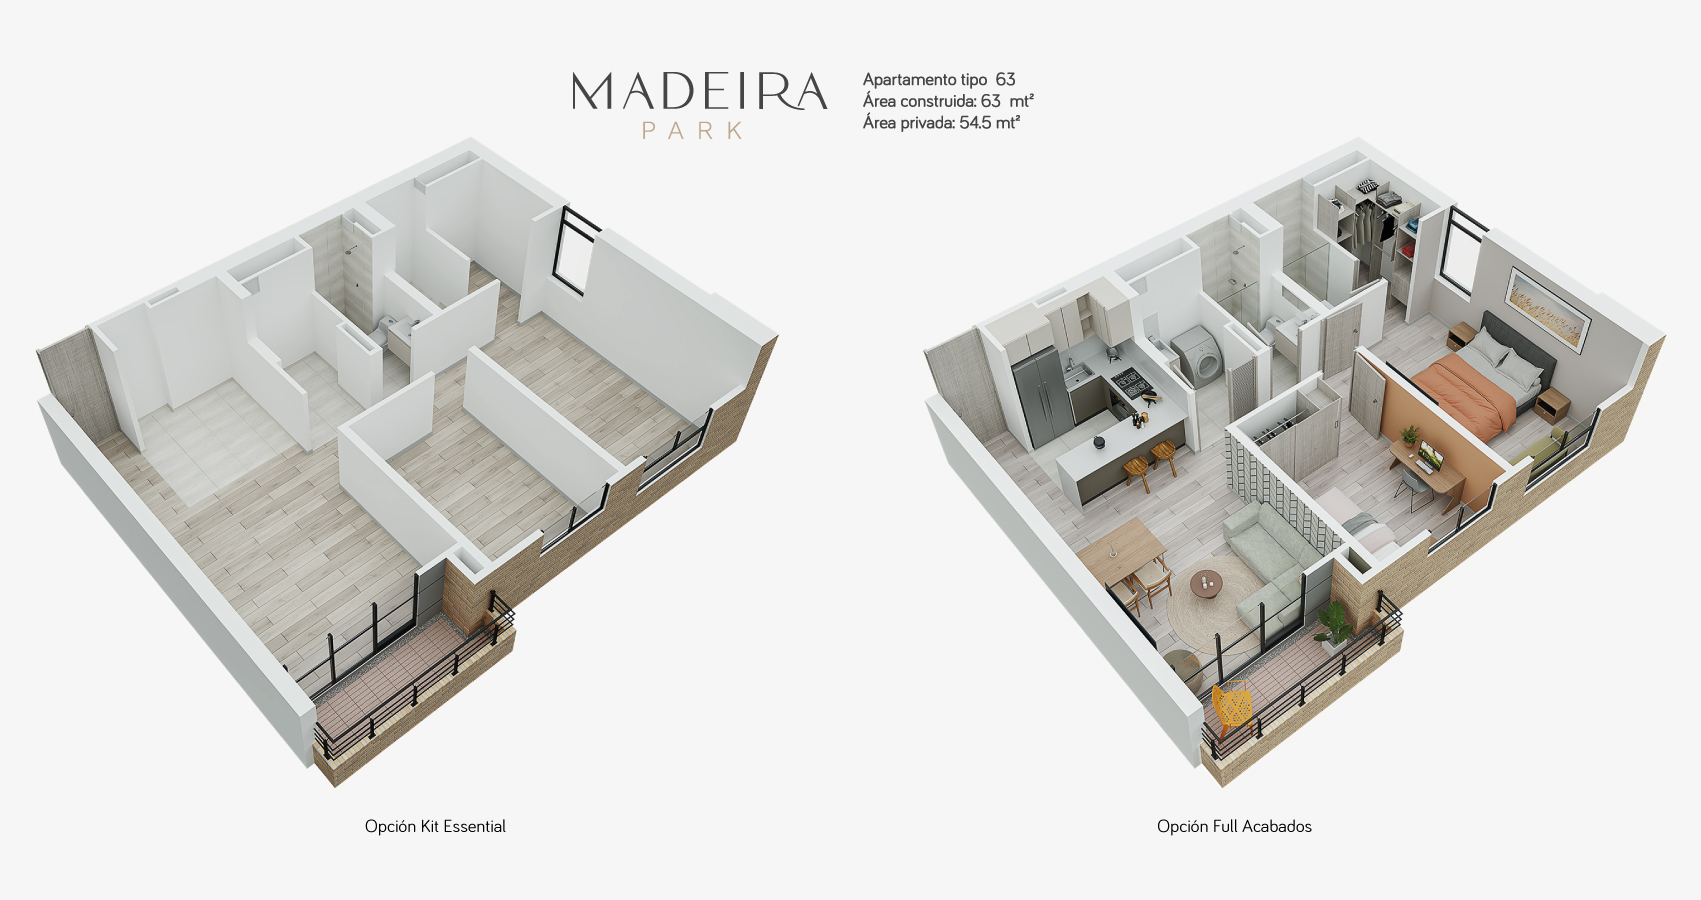 MADEIRA
PARK
Apartamento tipo 63
Área construida: 63 mt²
Área privada: 54.5 mt²
Opción Kit Essential
Opción Full Acabados